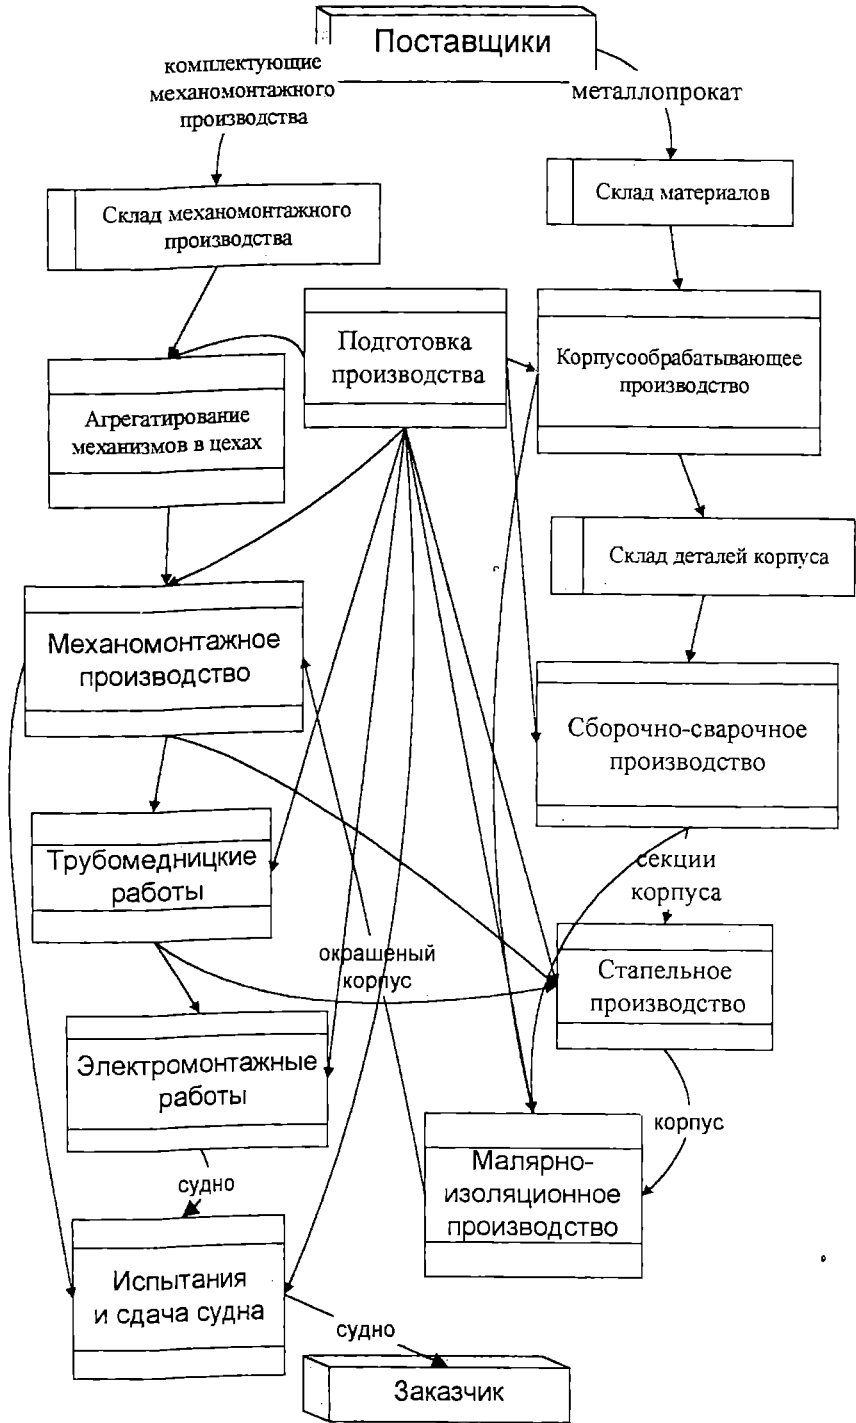 Поставщики
комплектующие
механомонтажного
производства
металлопрокат
Склад механомонтажного
производства
Склад материалов
Подготовка
производства
Корпусообрабатывающее
производство
Агрегатирование
механизмов в цехах
Склад деталей корпуса
Механомонтажное
производство
Сборочно-сварочное
производство
Трубомедницкие
работы
секции
корпуса
окрашеный
корпус
Стапельное
производство
Электромонтажные
работы
корпус
Малярно-
изоляционное
производство
судно
Испытания
и сдача судна
судно
Заказчик